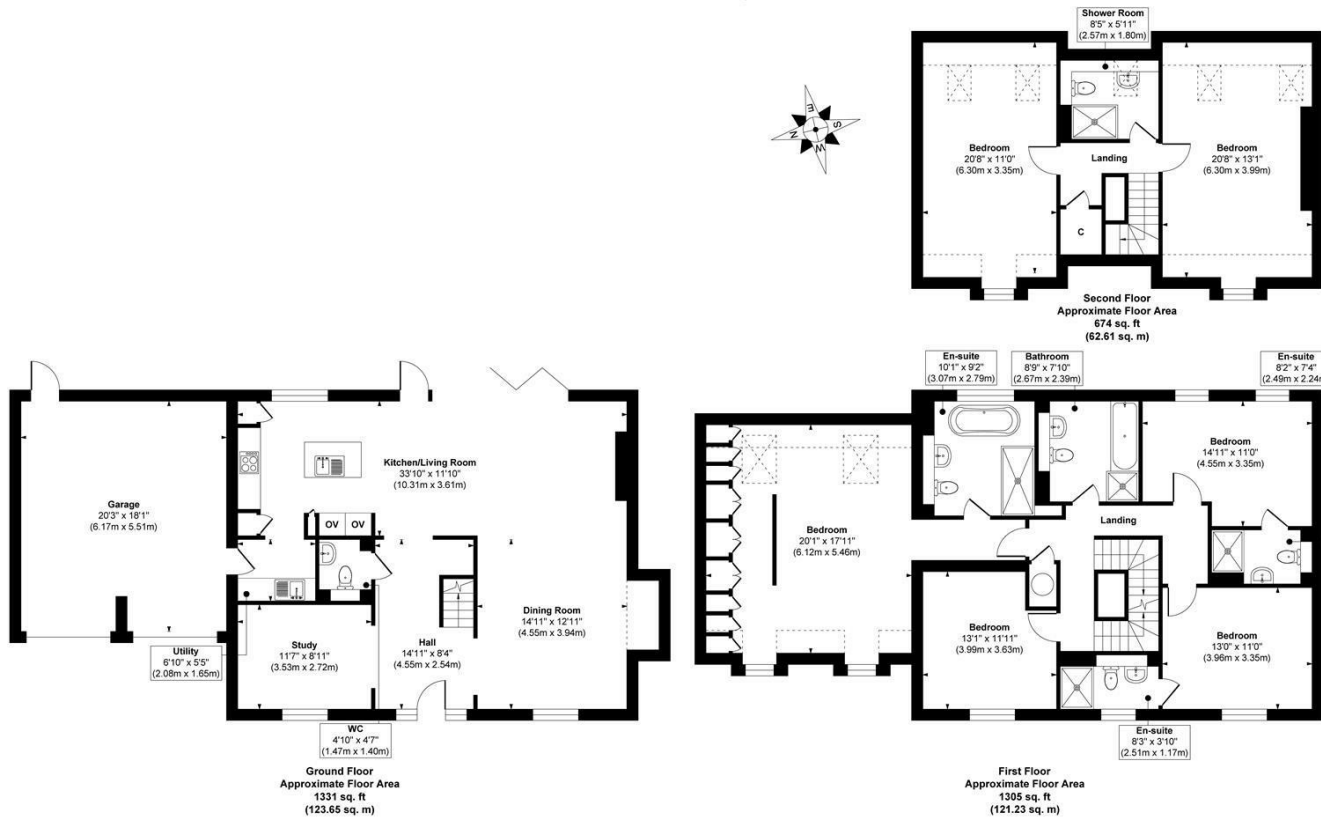 Shower Room
8'5" x 5'11"
(2.57m x 1.80m)
E
S
N
W
Bedroom
20'8" x 11'0"
(6.30m x 3.35m)
Landing
Bedroom
20'8" x 13'1"
(6.30m x 3.99m)
C
Second Floor
Approximate Floor Area
674 sq. ft
(62.61 sq. m)
Garage
20'3" x 18'1"
(6.17m x 5.51m)
Kitchen/Living Room
33'10" x 11'10"
(10.31m x 3.61m)
OV OV
Dining Room
14'11" x 12'11"
(4.55m x 3.94m)
Study
11'7" x 8'11"
(3.53m x 2.72m)
Hall
14'11" x 8'4"
(4.55m x 2.54m)
Utility
6'10" x 5'5"
(2.08m x 1.65m)
WC
4'10" x 4'7"
(1.47m x 1.40m)
Ground Floor
Approximate Floor Area
1331 sq. ft
(123.65 sq. m)
En-suite
10'1" x 9'2"
(3.07m x 2.79m)
Bathroom
8'9" x 7'10"
(2.67m x 2.39m)
En-suite
8'2" x 7'4"
(2.49m x 2.24m
Bedroom
14'11" x 11'0"
(4.55m x 3.35m)
Bedroom
20'1" x 17'11"
(6.12m x 5.46m)
Landing
Bedroom
13'1" x 11'11"
(3.99m x 3.63m)
Bedroom
13'0" x 11'0"
(3.96m x 3.35m)
En-suite
8'3" x 3'10"
(2.51m x 1.17m)
First Floor
Approximate Floor Area
1305 sq. ft
(121.23 sq. m)